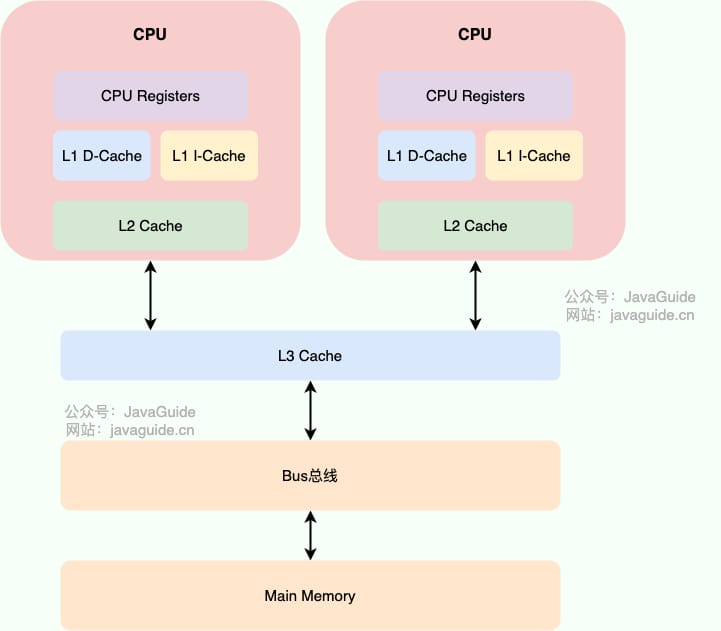 CPU
CPU
CPU Registers
CPU Registers
L1 D-Cache
L1 I-Cache
L1 D-Cache
L1 I-Cache
L2 Cache
L2 Cache
公众号：JavaGuide
网站：javaguide.cn
L3 Cache
公众号：JavaGuide
网站：javaguide.cn
Bus总线
Main Memory